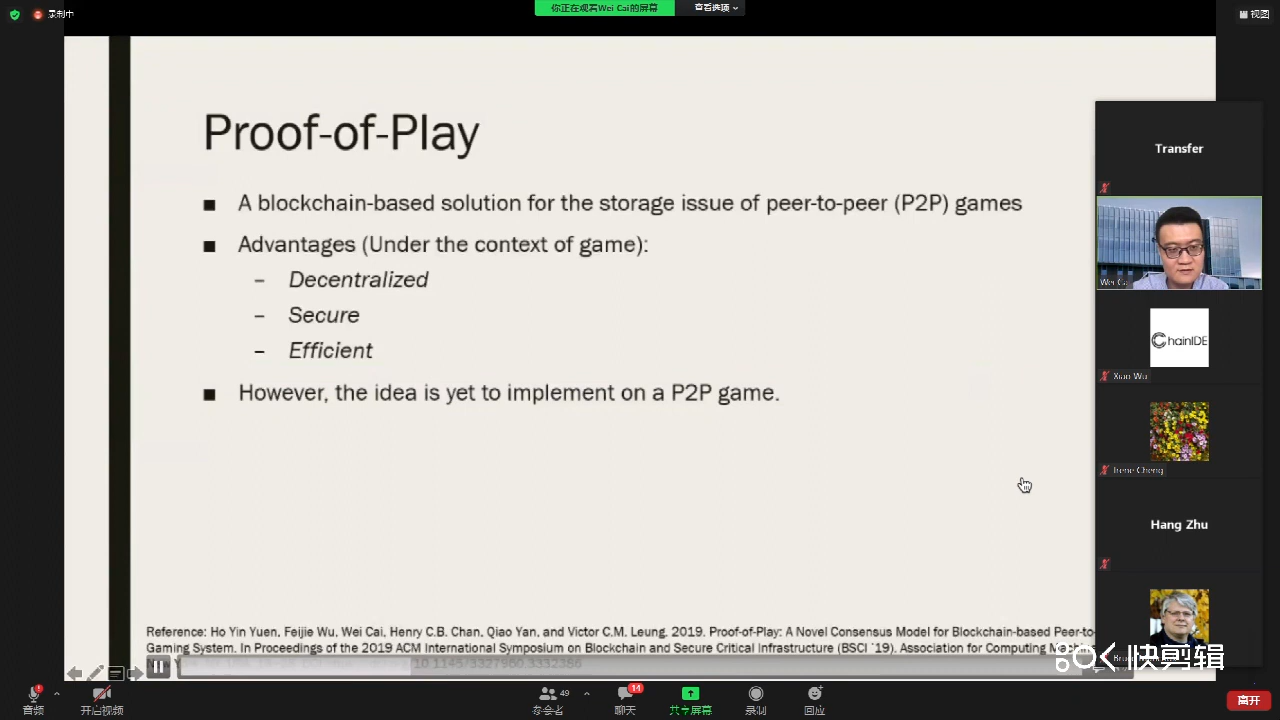 录制中
你正在观看Wei Cai的屏幕
查看选项
视图
Proof-of-Play
A blockchain-based solution for the storage issue of peer-to-peer (P2P) games
Advantages (Under the context of game):
– Decentralized
– Secure
– Efficient
However, the idea is yet to implement on a P2P game.
Reference: Ho Yin Yuen, Feijie Wu, Wei Cai, Henry C.B. Chan, Qiao Yan, and Victor C.M. Leung. 2019. Proof-of-Play: A Novel Consensus Model for Blockchain-based Peer-to-
Gaming System. In Proceedings of the 2019 ACM International Symposium on Blockchain and Secure Critical Infrastructure (BSCI `19). Association for Computing
10.1145/3327960.3332386
Transfer
Wei Ca
ChainIDE
Xiao Wu
Irene Cheng
Hang Zhu
快剪辑
音频
开启视频
参会者
49
聊天
14
共享屏幕
录制
回应
离开